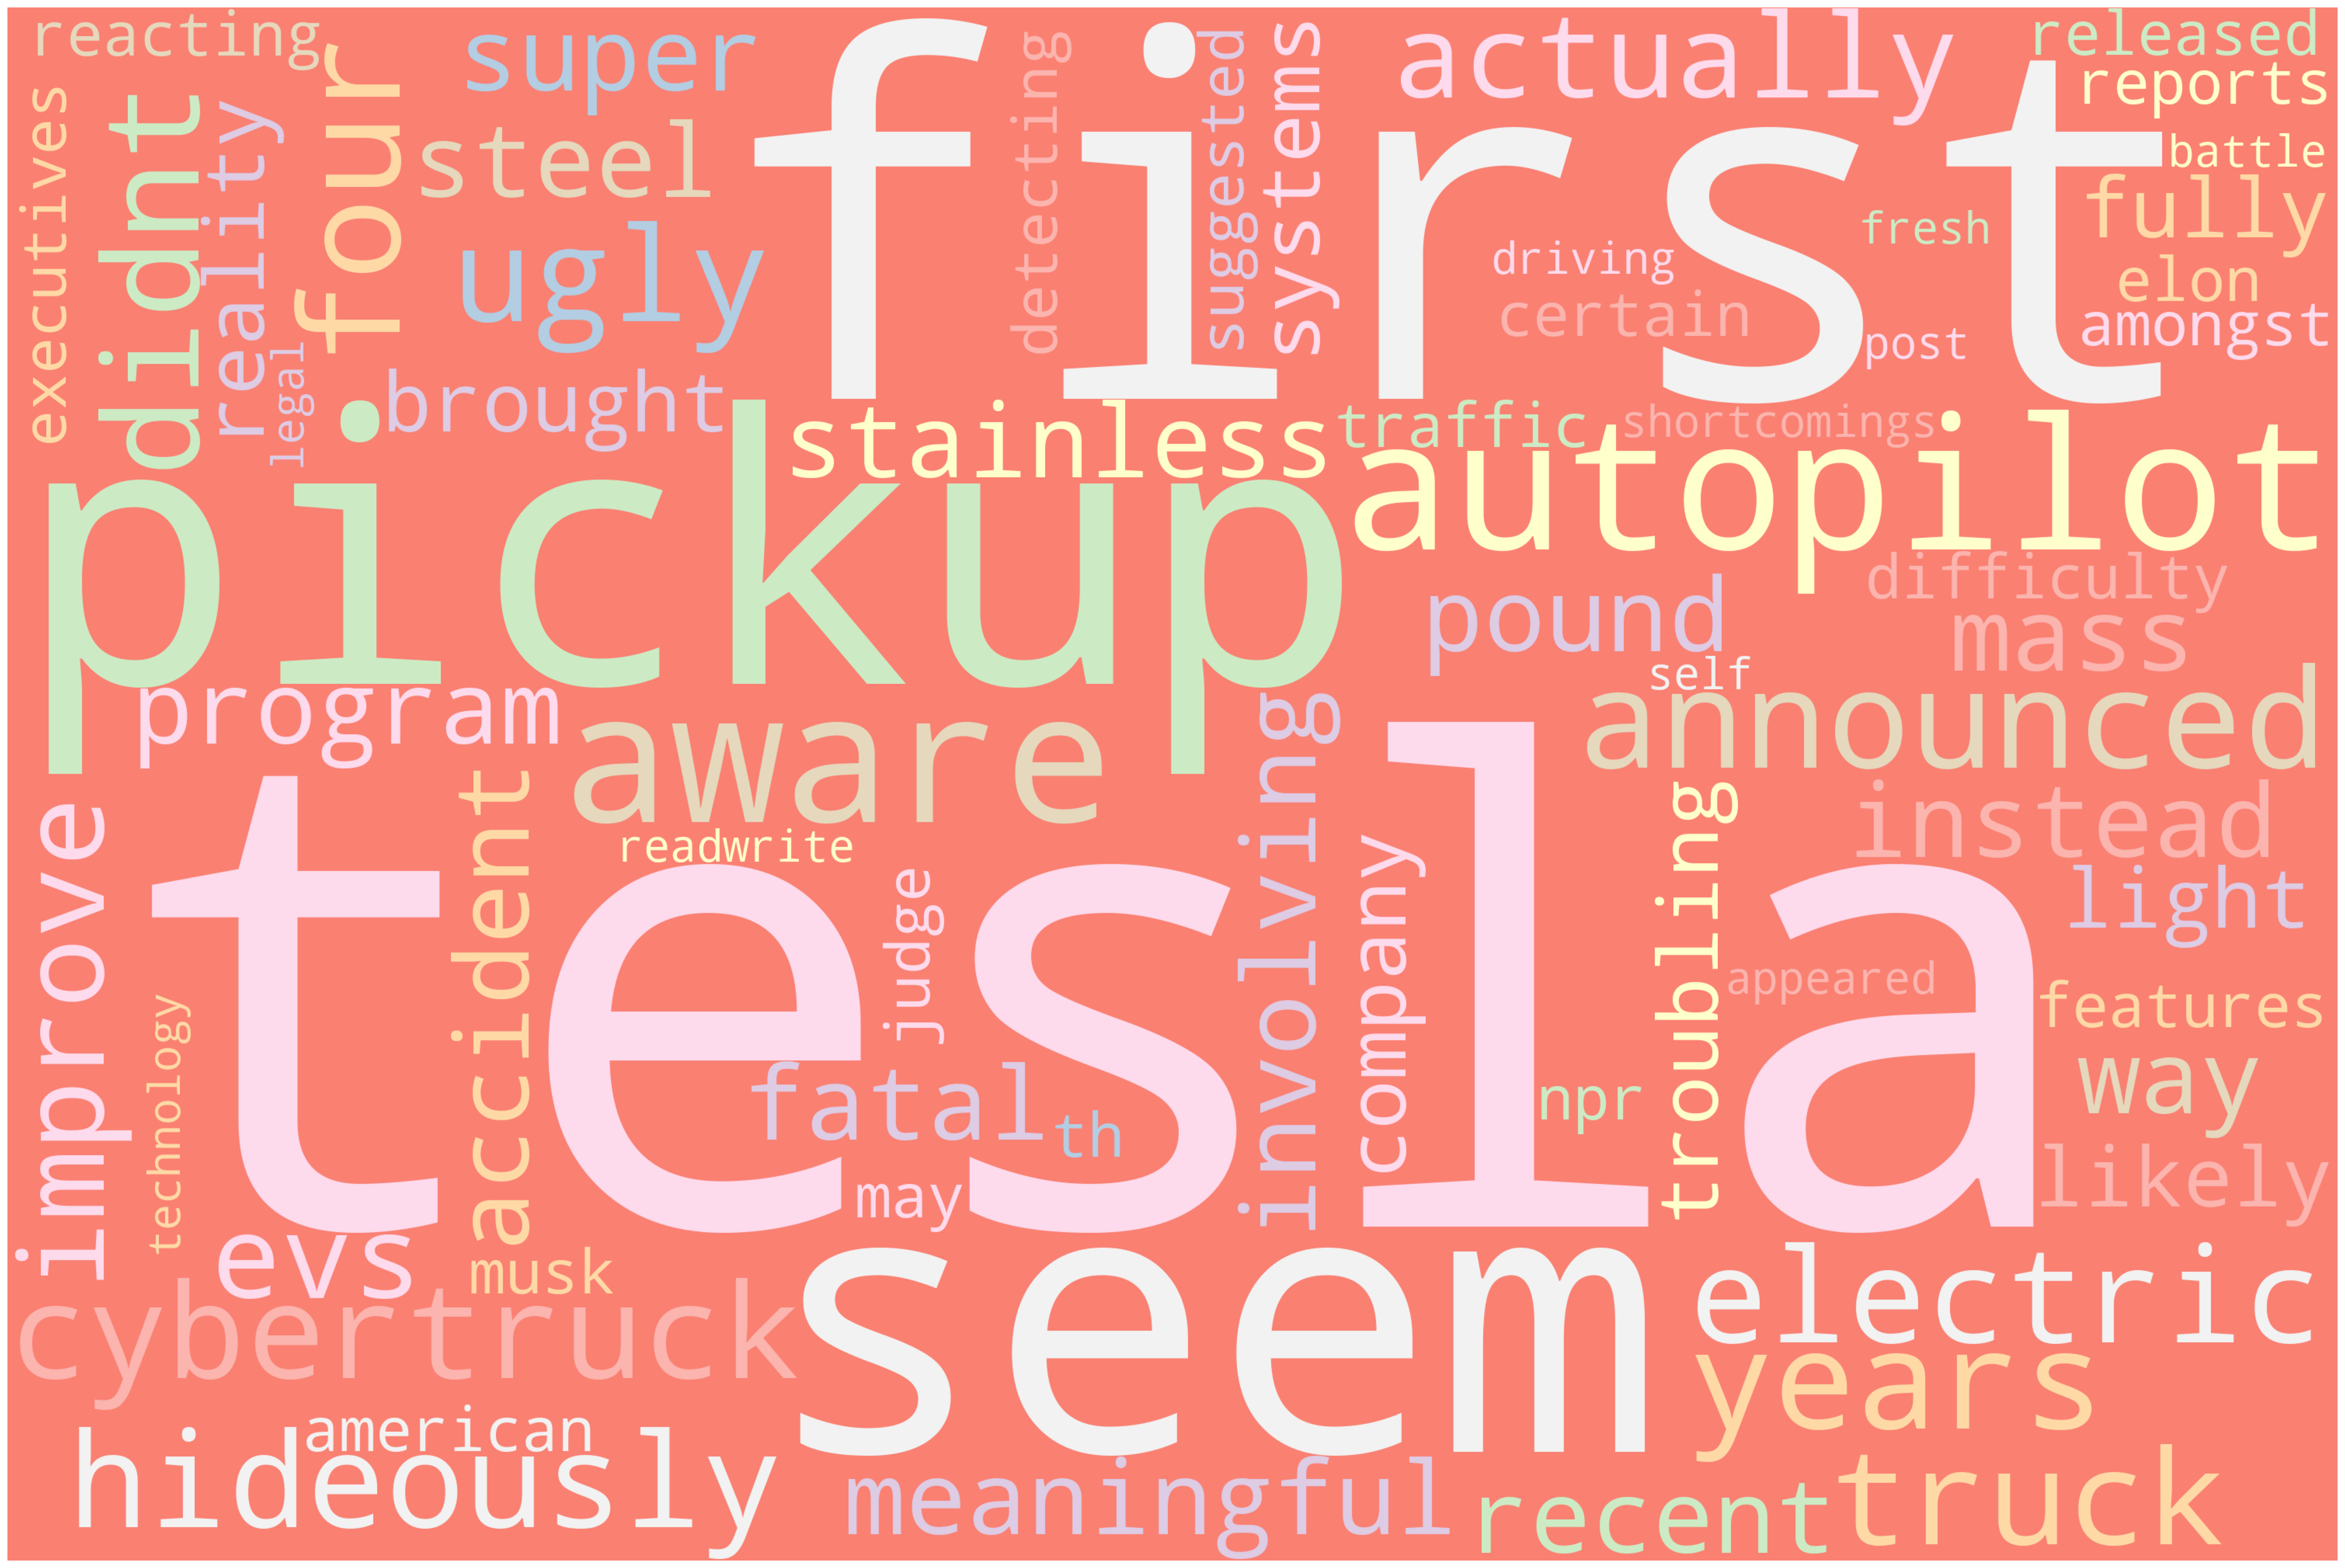 reacting
super
first
detecting
suggested
systems
actually
released
reports
battle
executives
didnt
reality
four
steel
ugly
fully
fresh
driving
elon
certain
amongst
post
legal
brought
stainless
traffic
shortcomings
pickup
autopilot
difficulty
pound
mass
self
program
aware
announced
involving
troubling
instead
improve
accident
readwrite
tesla
judge
company
light
appeared
features
technology
fatal
th
npr
way
may
likely
evs
musk
seem
electric
cybertruck
years
american
hideously
meaningful
recent
truck